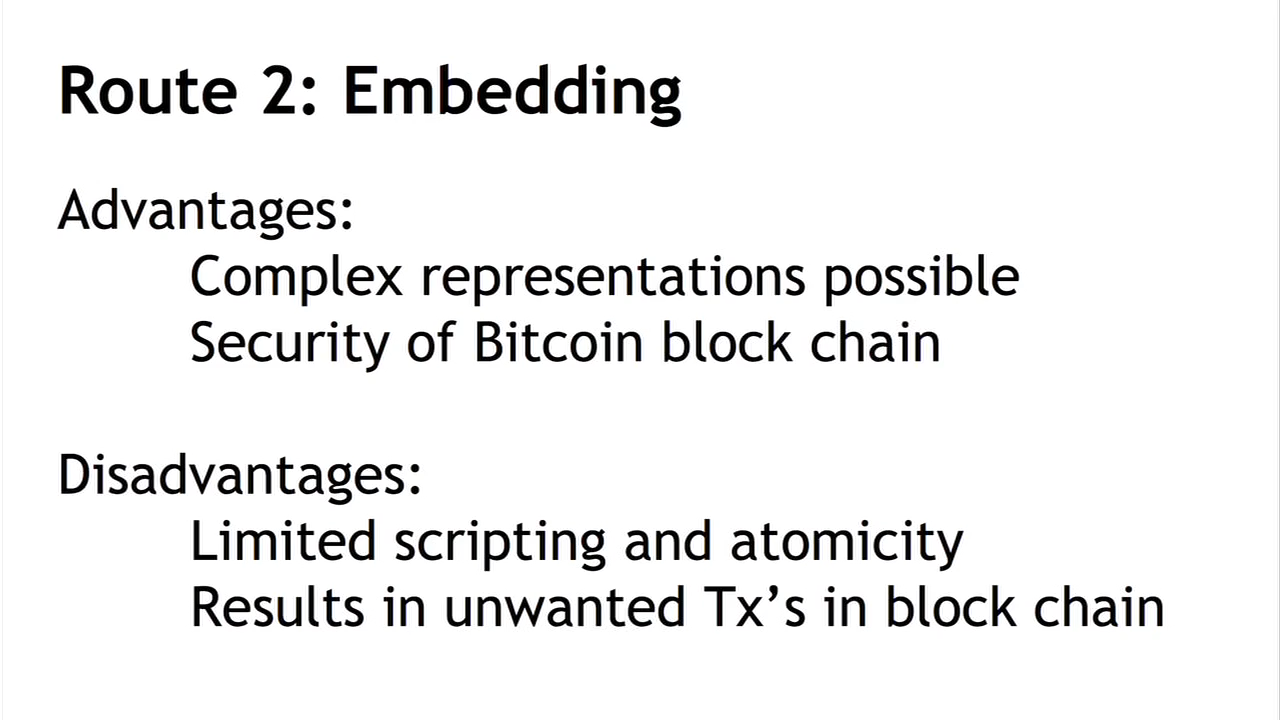 Route 2: Embedding
Advantages:
Complex representations possible
Security of Bitcoin block chain
Disadvantages:
Limited scripting and atomicity
Results in unwanted Tx’s in block chain